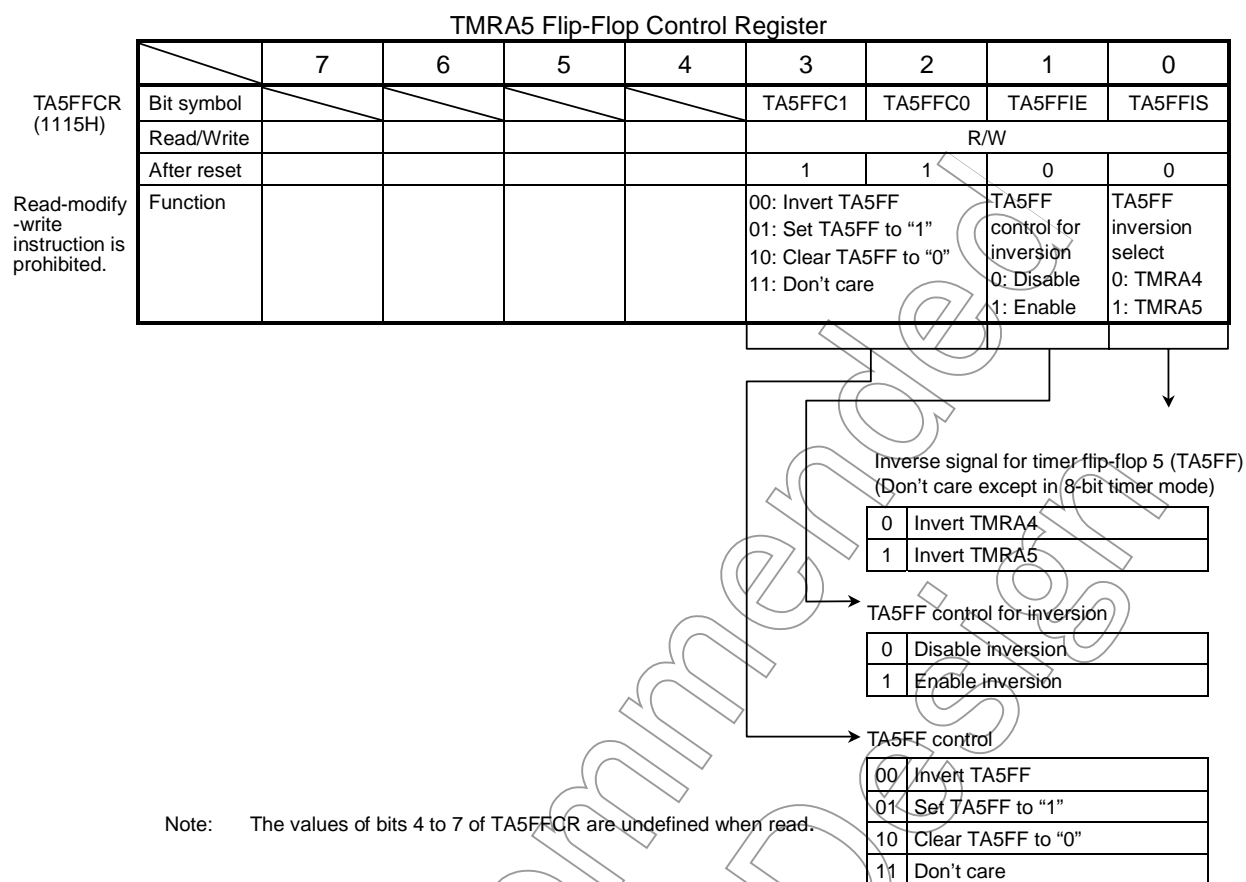 TMRA5 Flip-Flop Control Register
7 6 5 4 3 2 1 0
TA5FFCR
(1115H)
Bit symbol TA5FFC1 TA5FFC0 TA5FFIE TA5FFIS
Read/Write R/W
After reset 1 1 0 0
Read-modify
-write
instruction is
prohibited.
Function
00: Invert TA5FF
01: Set TA5FF to “1”
10: Clear TA5FF to “0”
11: Don’t care
TA5FF
control for
inversion
0: Disable
1: Enable
TA5FF
inversion
select
0: TMRA4
1: TMRA5
Inverse signal for timer flip-flop 5 (TA5FF)
(Don’t care except in 8-bit timer mode)
0 Invert TMRA4
1 Invert TMRA5
TA5FF control for inversion
0 Disable inversion
1 Enable inversion
TA5FF control
00 Invert TA5FF
01 Set TA5FF to “1”
10 Clear TA5FF to “0”
11 Don’t care
Note: The values of bits 4 to 7 of TA5FFCR are undefined when read.